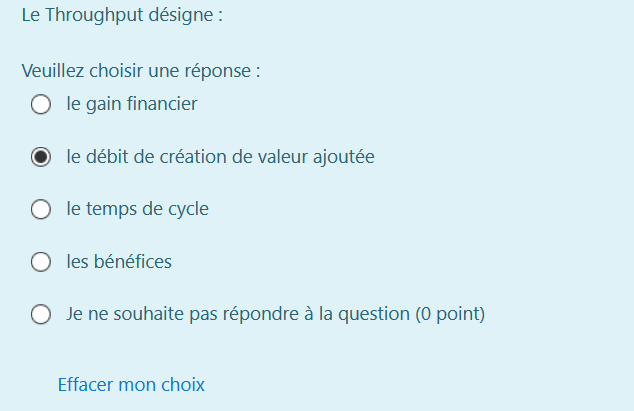 Le Throughput désigne :
Veuillez choisir une réponse :
le gain financier
le débit de création de valeur ajoutée
le temps de cycle
les bénéfices
Je ne souhaite pas répondre à la question (0 point)
Effacer mon choix